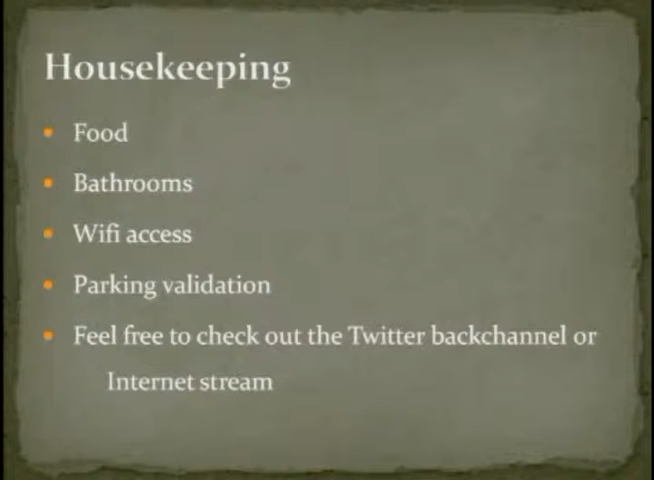 Housekeeping
Food
Bathrooms
Wifi access
Parking validation
Feel free to check out the Twitter backchannel or
Internet stream